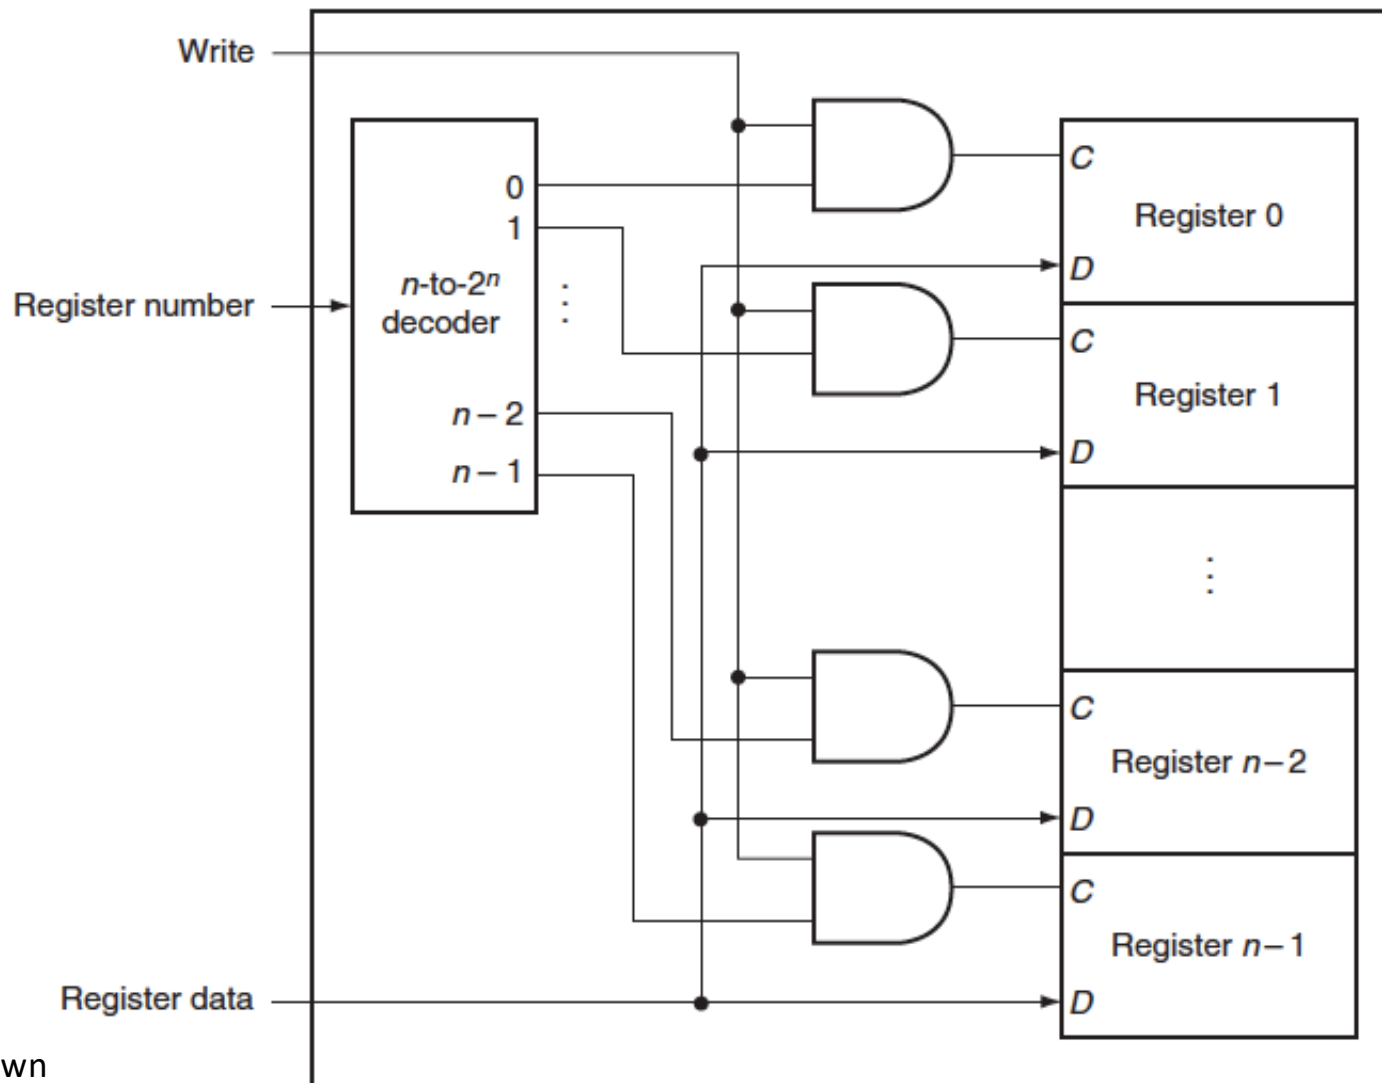 Write
0
1
n-to-2ⁿ
decoder
⋮
n – 2
n – 1
Register number
Register data
C
Register 0
D
C
Register 1
D
⋮
C
Register n – 2
D
C
Register n – 1
D
wn